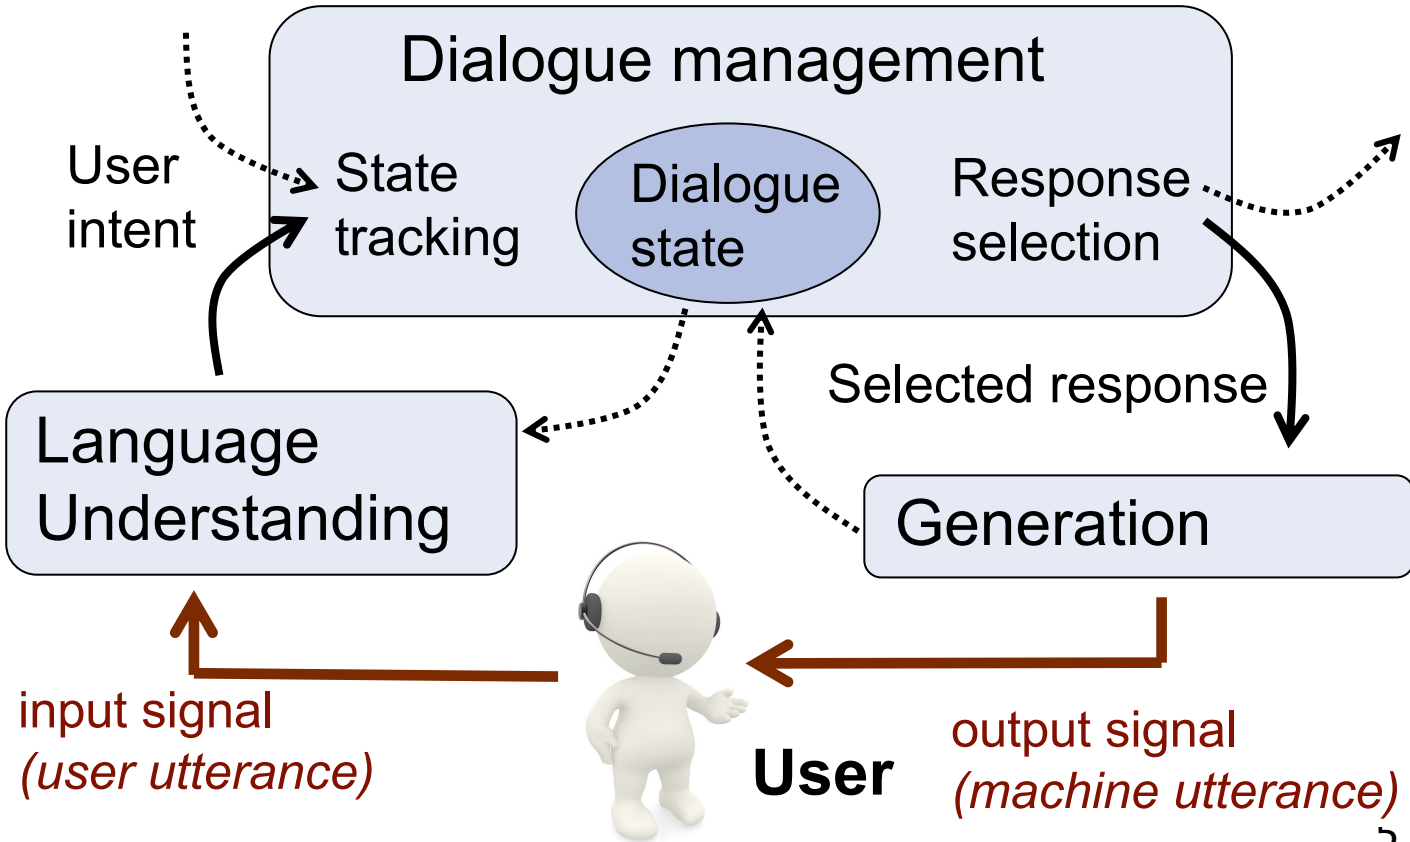 Dialogue management
User
intent
State
tracking
Dialogue
state
Response
selection
Selected response
Language
Understanding
Generation
input signal
(user utterance)
User
output signal
(machine utterance)